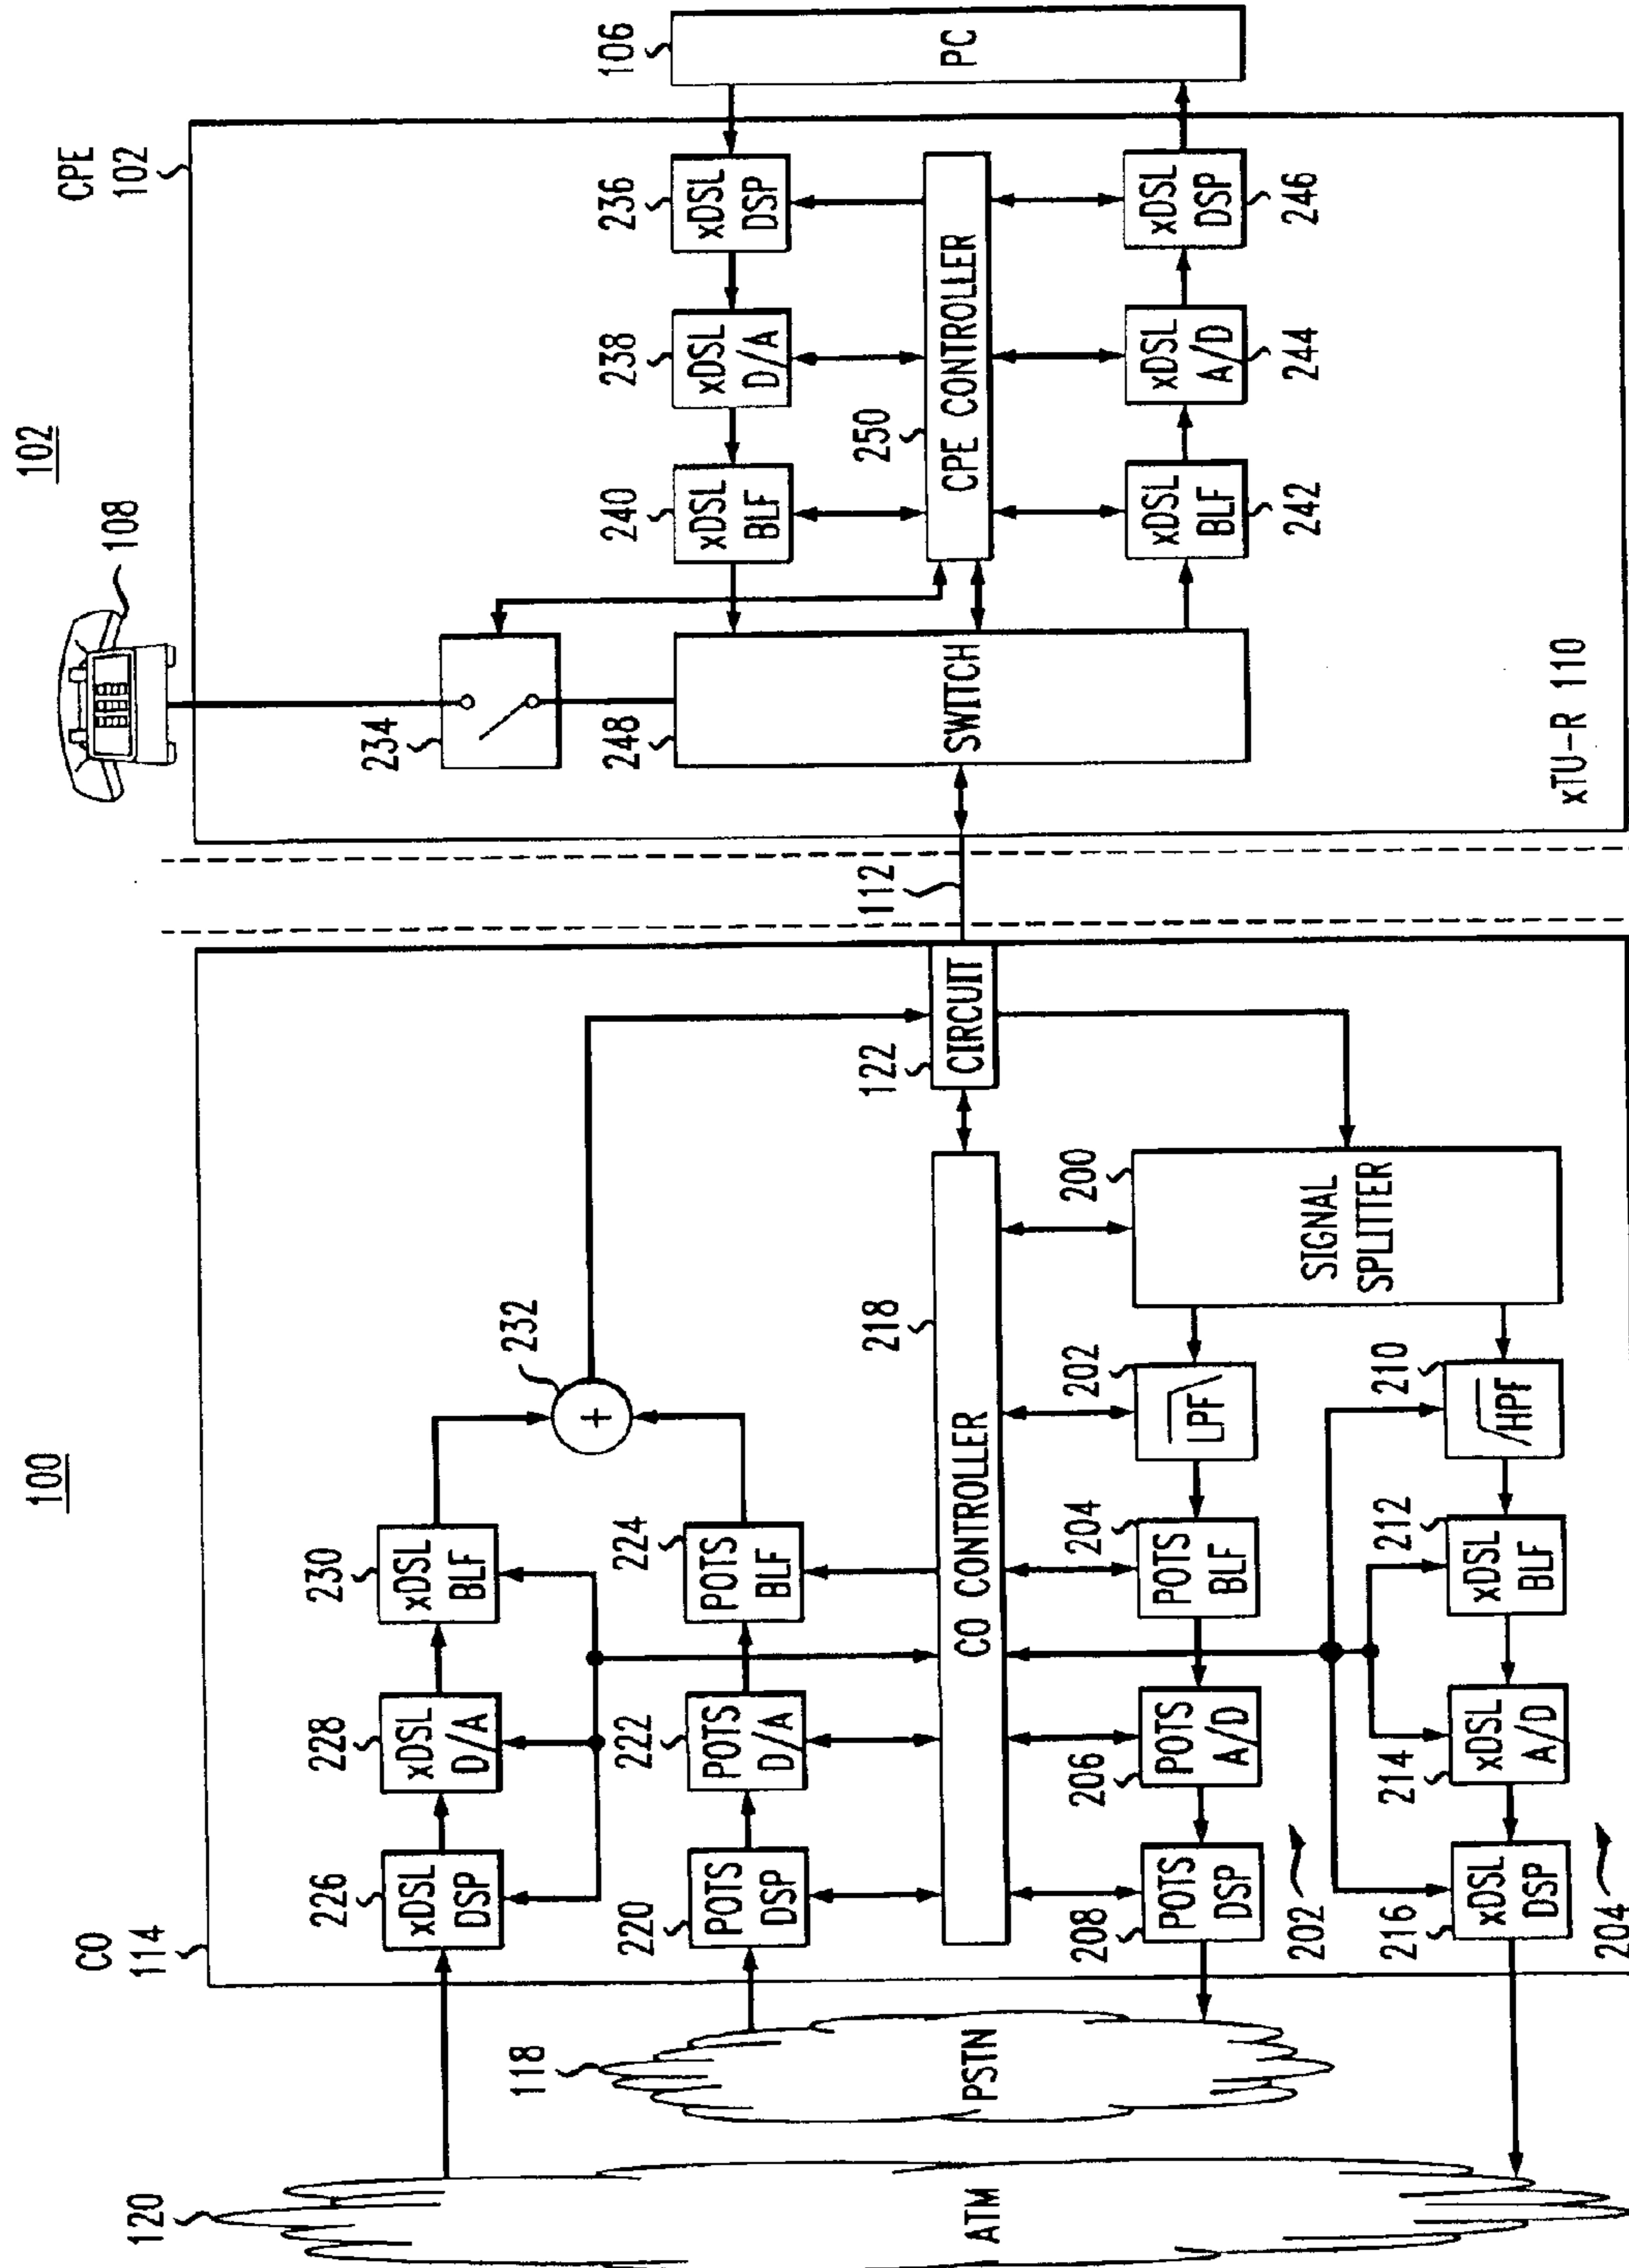 100
102
CO
114
CPE
102
120
ATM
118
PSTN
226
xDSL
DSP
228
xDSL
D/A
230
xDSL
BLF
232
+
220
POTS
DSP
222
POTS
D/A
224
POTS
BLF
218
CO CONTROLLER
122
CIRCUIT
112
208
POTS
DSP
206
POTS
A/D
204
POTS
BLF
202
LPF
200
SIGNAL
SPLITTER
202
216
xDSL
DSP
214
xDSL
A/D
212
xDSL
BLF
210
HPF
204
108
234
248
SWITCH
240
xDSL
BLF
238
xDSL
D/A
236
xDSL
DSP
106
PC
250
CPE CONTROLLER
xDSL
BLF
242
xDSL
A/D
244
xDSL
DSP
246
xTU-R 110